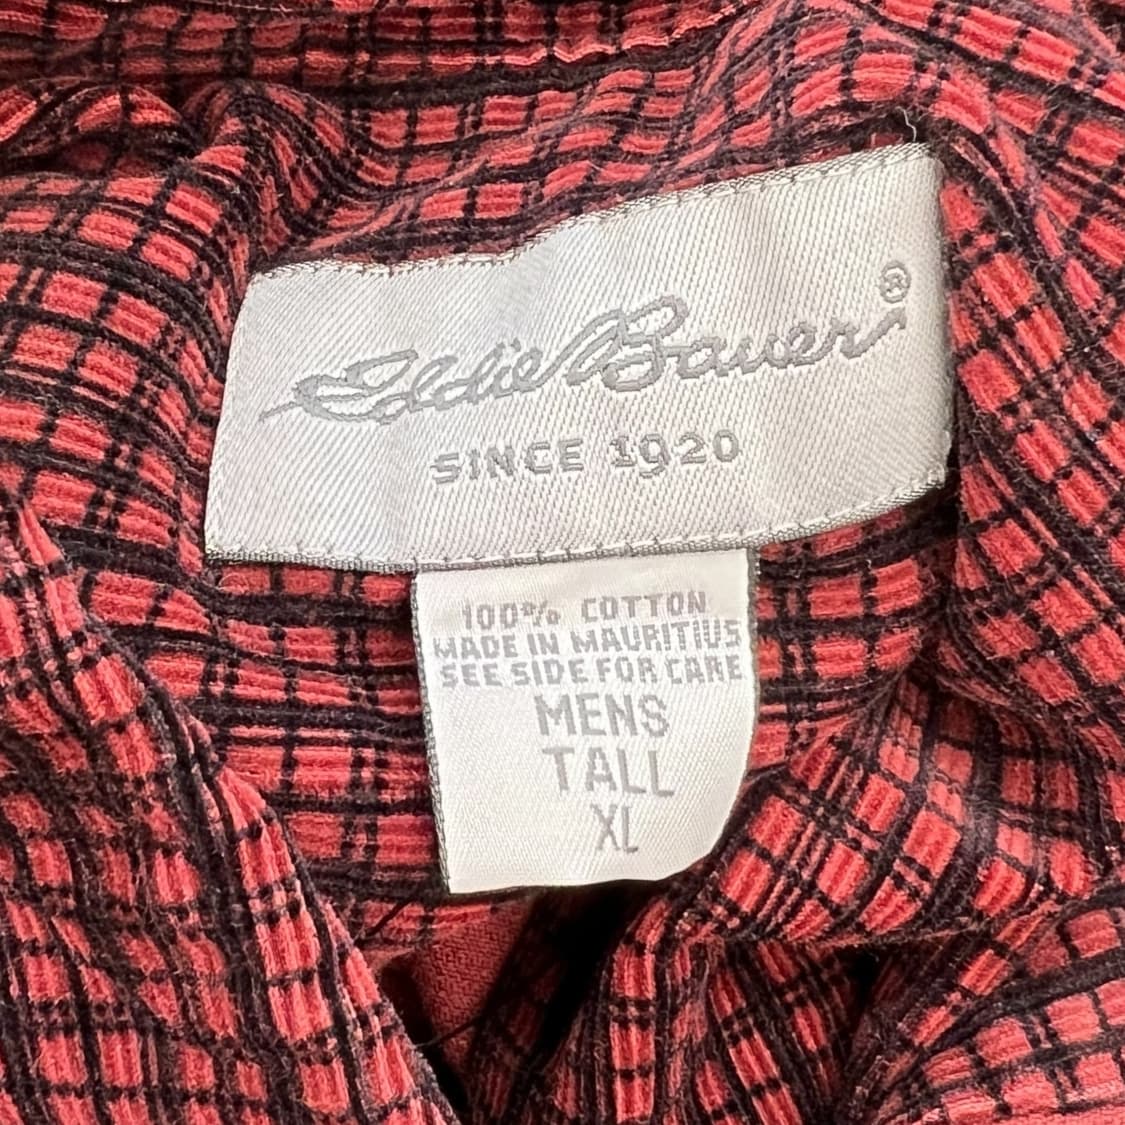 Eddie Bauer®
SINCE 1920
100% COTTON
MADE IN MAURITIUS
SEE SIDE FOR CARE
MENS
TALL
XL